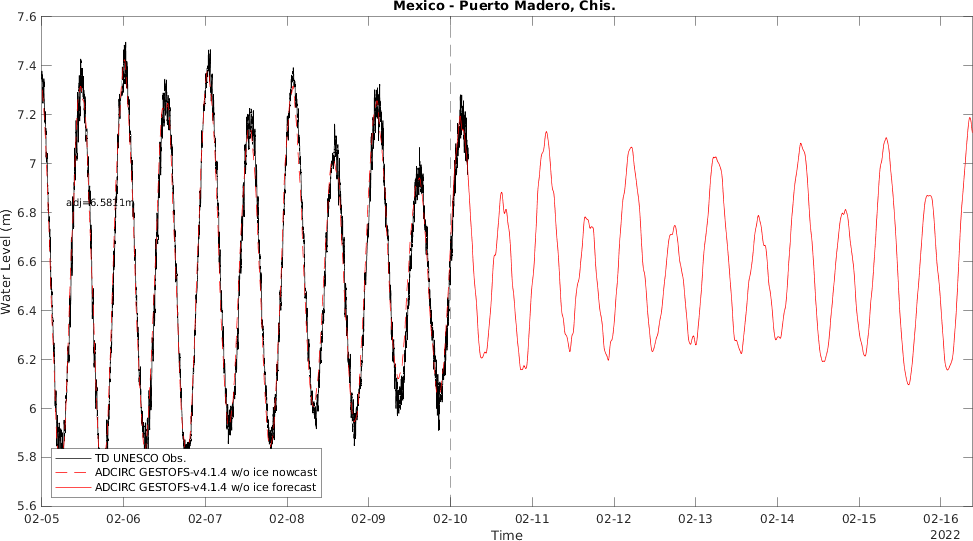 Mexico - Puerto Madero, Chis.
7.6
7.4
7.2
7
6.8
6.6
6.4
6.2
6
5.8
5.6
Water Level (m)
adj=6.5811m
TD UNESCO Obs.
ADCIRC GESTOFS-v4.1.4 w/o ice nowcast
ADCIRC GESTOFS-v4.1.4 w/o ice forecast
02-05 02-06 02-07 02-08 02-09 02-10 02-11 02-12 02-13 02-14 02-15 02-16
Time
2022